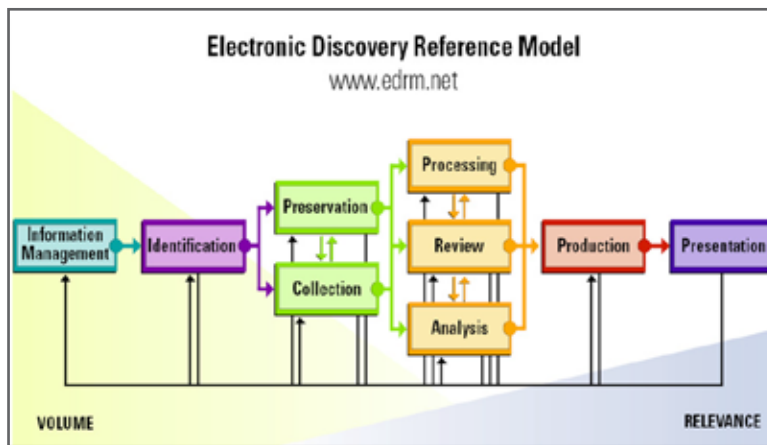 Electronic Discovery Reference Model
www.edrm.net
Processing
Preservation
Information
Management
Identification
Review
Production
Presentation
Collection
Analysis
VOLUME
RELEVANCE